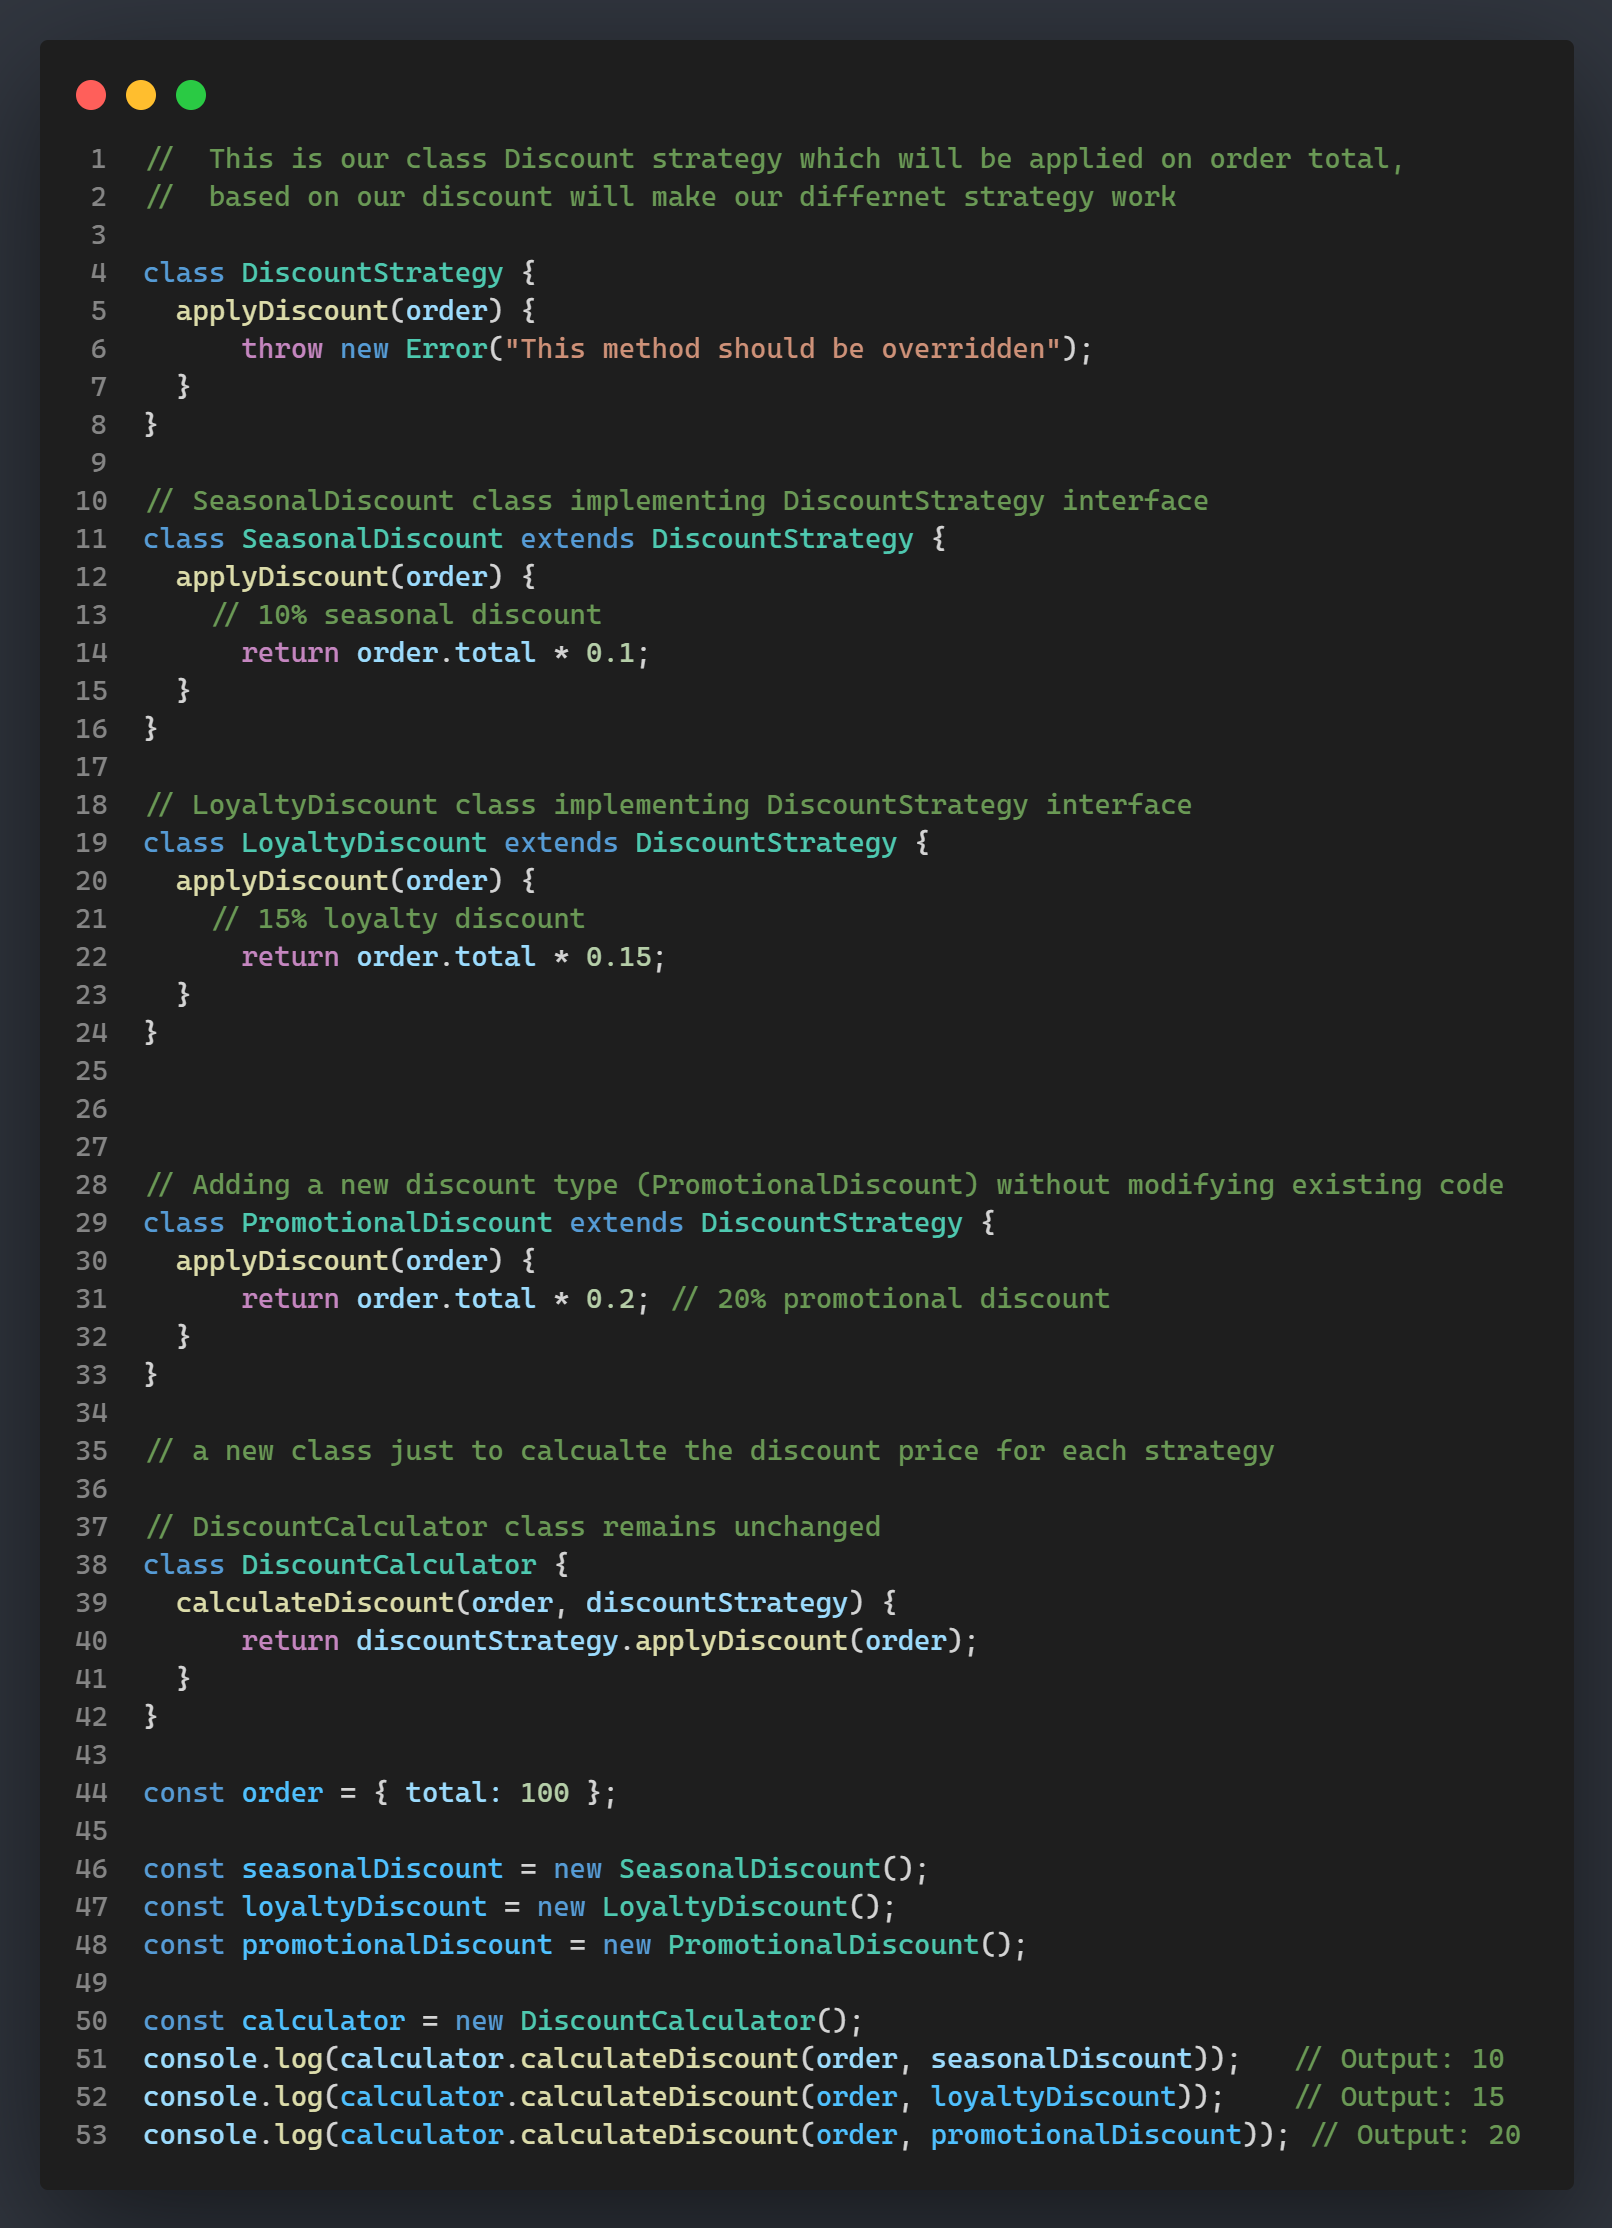 1 //  This is our class Discount strategy which will be applied on order total,
2 //  based on our discount will make our differnet strategy work
3
4 class DiscountStrategy {
5   applyDiscount(order) {
6       throw new Error("This method should be overridden");
7   }
8 }
9
10 // SeasonalDiscount class implementing DiscountStrategy interface
11 class SeasonalDiscount extends DiscountStrategy {
12   applyDiscount(order) {
13     // 10% seasonal discount
14       return order.total * 0.1;
15   }
16 }
17
18 // LoyaltyDiscount class implementing DiscountStrategy interface
19 class LoyaltyDiscount extends DiscountStrategy {
20   applyDiscount(order) {
21     // 15% loyalty discount
22       return order.total * 0.15;
23   }
24 }
25
26
27
28 // Adding a new discount type (PromotionalDiscount) without modifying existing code
29 class PromotionalDiscount extends DiscountStrategy {
30   applyDiscount(order) {
31       return order.total * 0.2; // 20% promotional discount
32   }
33 }
34
35 // a new class just to calcualte the discount price for each strategy
36
37 // DiscountCalculator class remains unchanged
38 class DiscountCalculator {
39   calculateDiscount(order, discountStrategy) {
40       return discountStrategy.applyDiscount(order);
41   }
42 }
43
44 const order = { total: 100 };
45
46 const seasonalDiscount = new SeasonalDiscount();
47 const loyaltyDiscount = new LoyaltyDiscount();
48 const promotionalDiscount = new PromotionalDiscount();
49
50 const calculator = new DiscountCalculator();
51 console.log(calculator.calculateDiscount(order, seasonalDiscount));   // Output: 10
52 console.log(calculator.calculateDiscount(order, loyaltyDiscount));    // Output: 15
53 console.log(calculator.calculateDiscount(order, promotionalDiscount)); // Output: 20